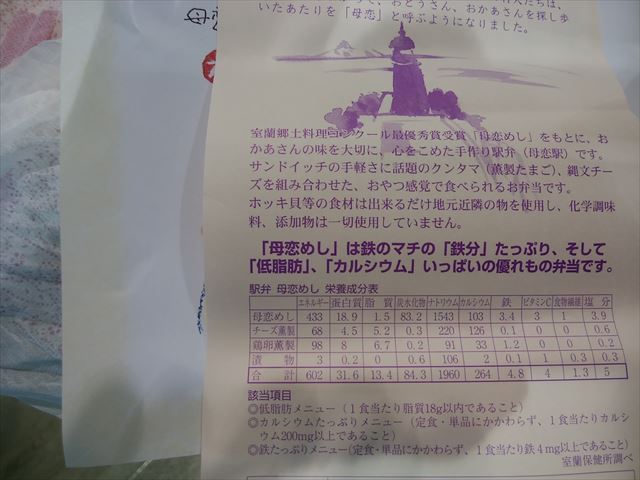 母恋
おとうさん、おかあさんを探し歩
いたあたりを「母恋」と呼ぶようになりました。
室蘭郷土料理コンクール最優秀賞受賞「母恋めし」をもとに、お
かあさんの味を大切に、心をこめた手作り駅弁（母恋駅）です。
サンドイッチの手軽さに話題のクンタマ（薫製たまご）、縄文チー
ズを組み合わせた、おやつ感覚で食べられるお弁当です。
ホッキ貝等の食材は出来るだけ地元近隣の物を使用し、化学調味
料、添加物は一切使用していません。
「母恋めし」は鉄のマチの「鉄分」たっぷり、そして
「低脂肪」、「カルシウム」いっぱいの優れもの弁当です。
駅弁 母恋めし 栄養成分表
エネルギー 蛋白質 脂 質 炭水化物 ナトリウム カルシウム 鉄 ビタミンC 食物繊維 塩 分
母恋めし 433 18.9 1.5 83.2 1543 103 3.4 3 1 3.9
チーズ薫製 68 4.5 5.2 0.3 220 126 0.1 0 0 0.6
鶏卵薫製 98 8 6.7 0.2 91 33 1.2 0 0 0.2
漬 物 3 0.2 0 0.6 106 2 0.1 1 0.3 0.3
合 計 602 31.6 13.4 84.3 1960 264 4.8 4 1.3 5
該当項目
◎低脂肪メニュー（1食当たり脂質18g以内であること）
◎カルシウムたっぷりメニュー（定食・単品にかかわらず、1食当たりカルシ
ウム200mg以上であること）
◎鉄たっぷりメニュー(定食・単品にかかわらず、1食当たり鉄4mg以上であること)
室蘭保健所調べ